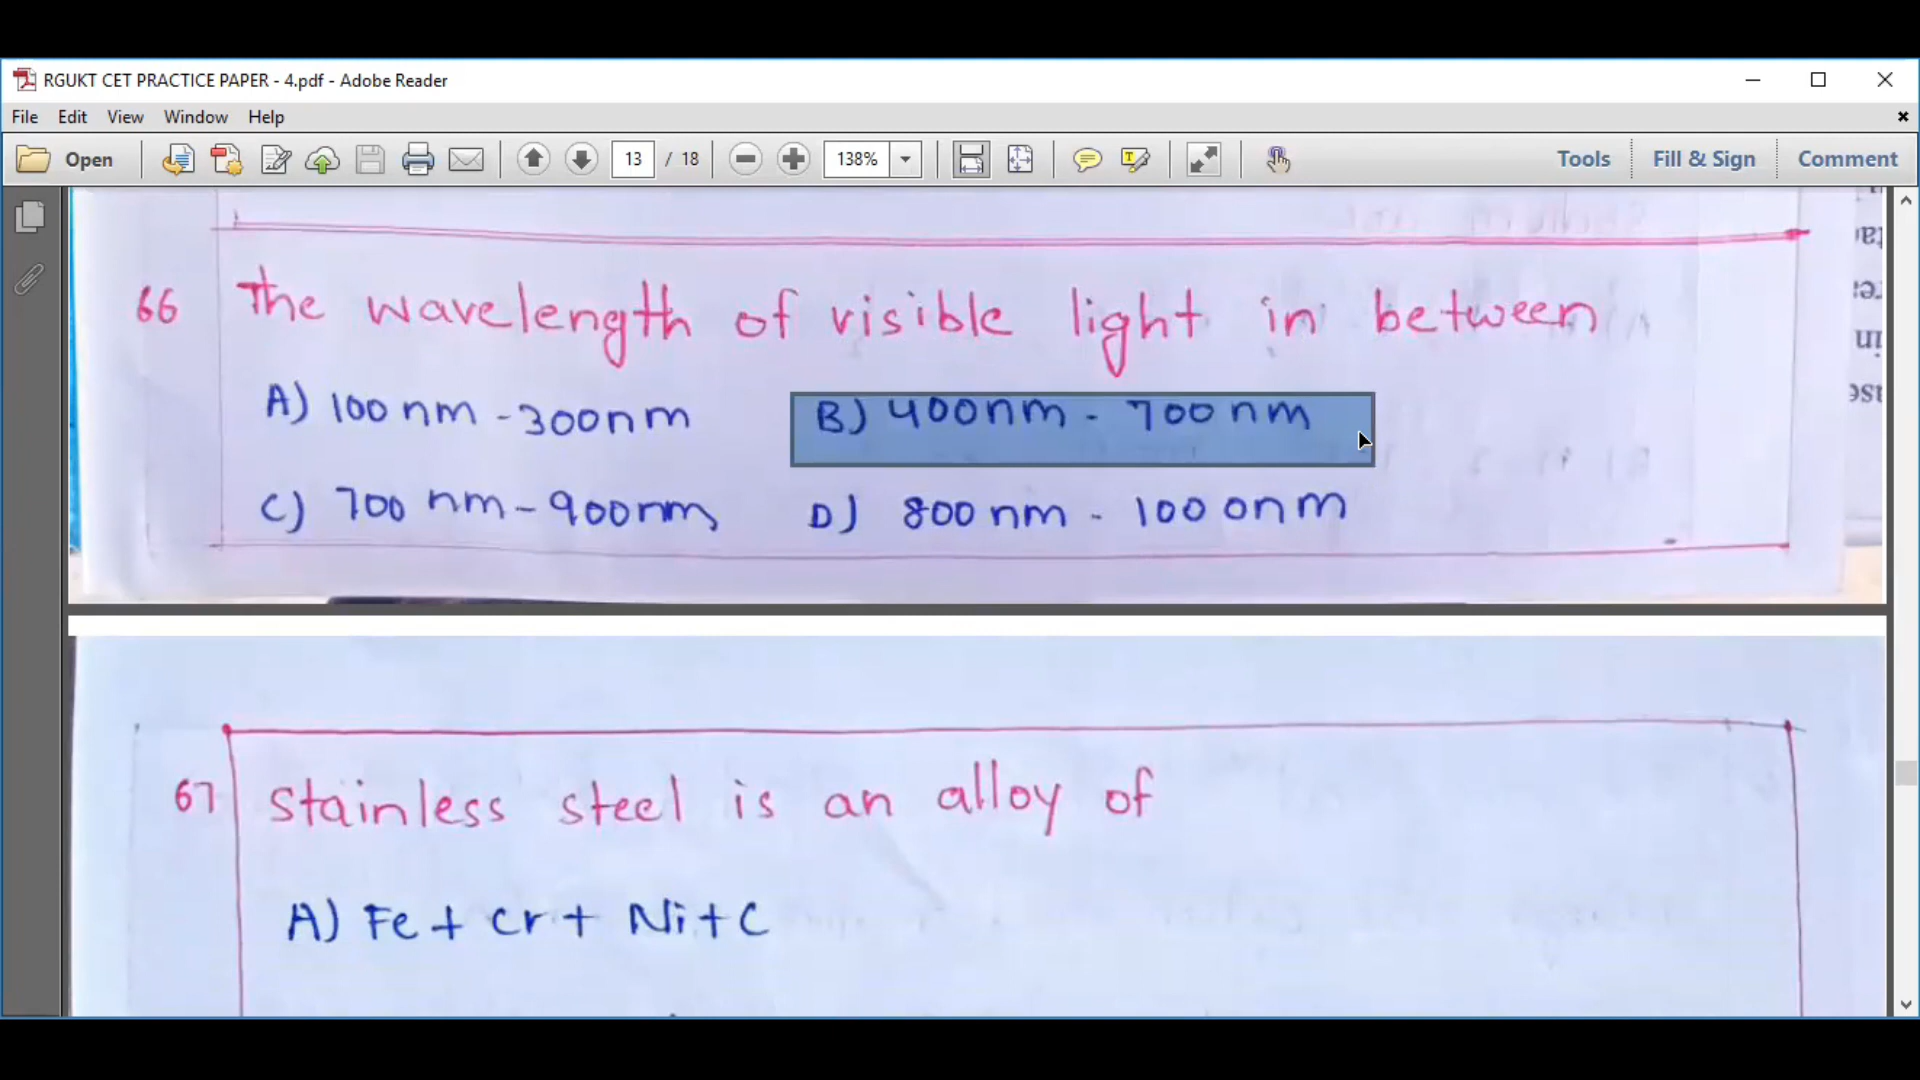 RGUKT CET PRACTICE PAPER - 4.pdf - Adobe Reader
File Edit View Window Help
Open 13 / 18 138% Tools Fill & Sign Comment
66 The wavelength of visible light in between
A) 100 nm - 300nm B) 400nm - 700 nm
C) 700 nm - 900nm D) 800 nm - 1000nm
67 Stainless steel is an alloy of
A) Fe + Cr + Ni + C